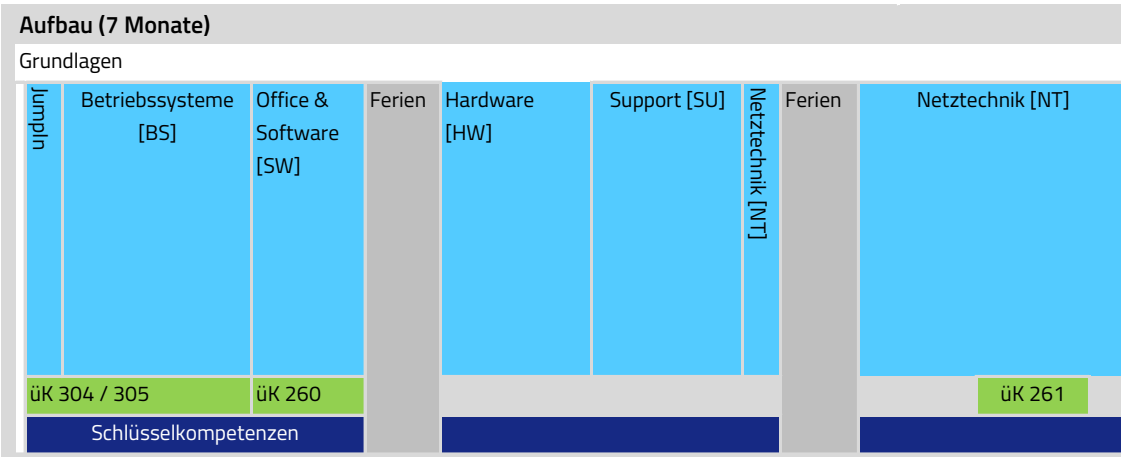 Aufbau (7 Monate)
Grundlagen
JumpIn
Betriebssysteme
[BS]
Office &
Software
[SW]
Ferien
Hardware
[HW]
Support [SU]
Netztechnik [NT]
Ferien
Netztechnik [NT]
üK 304 / 305
üK 260
üK 261
Schlüsselkompetenzen